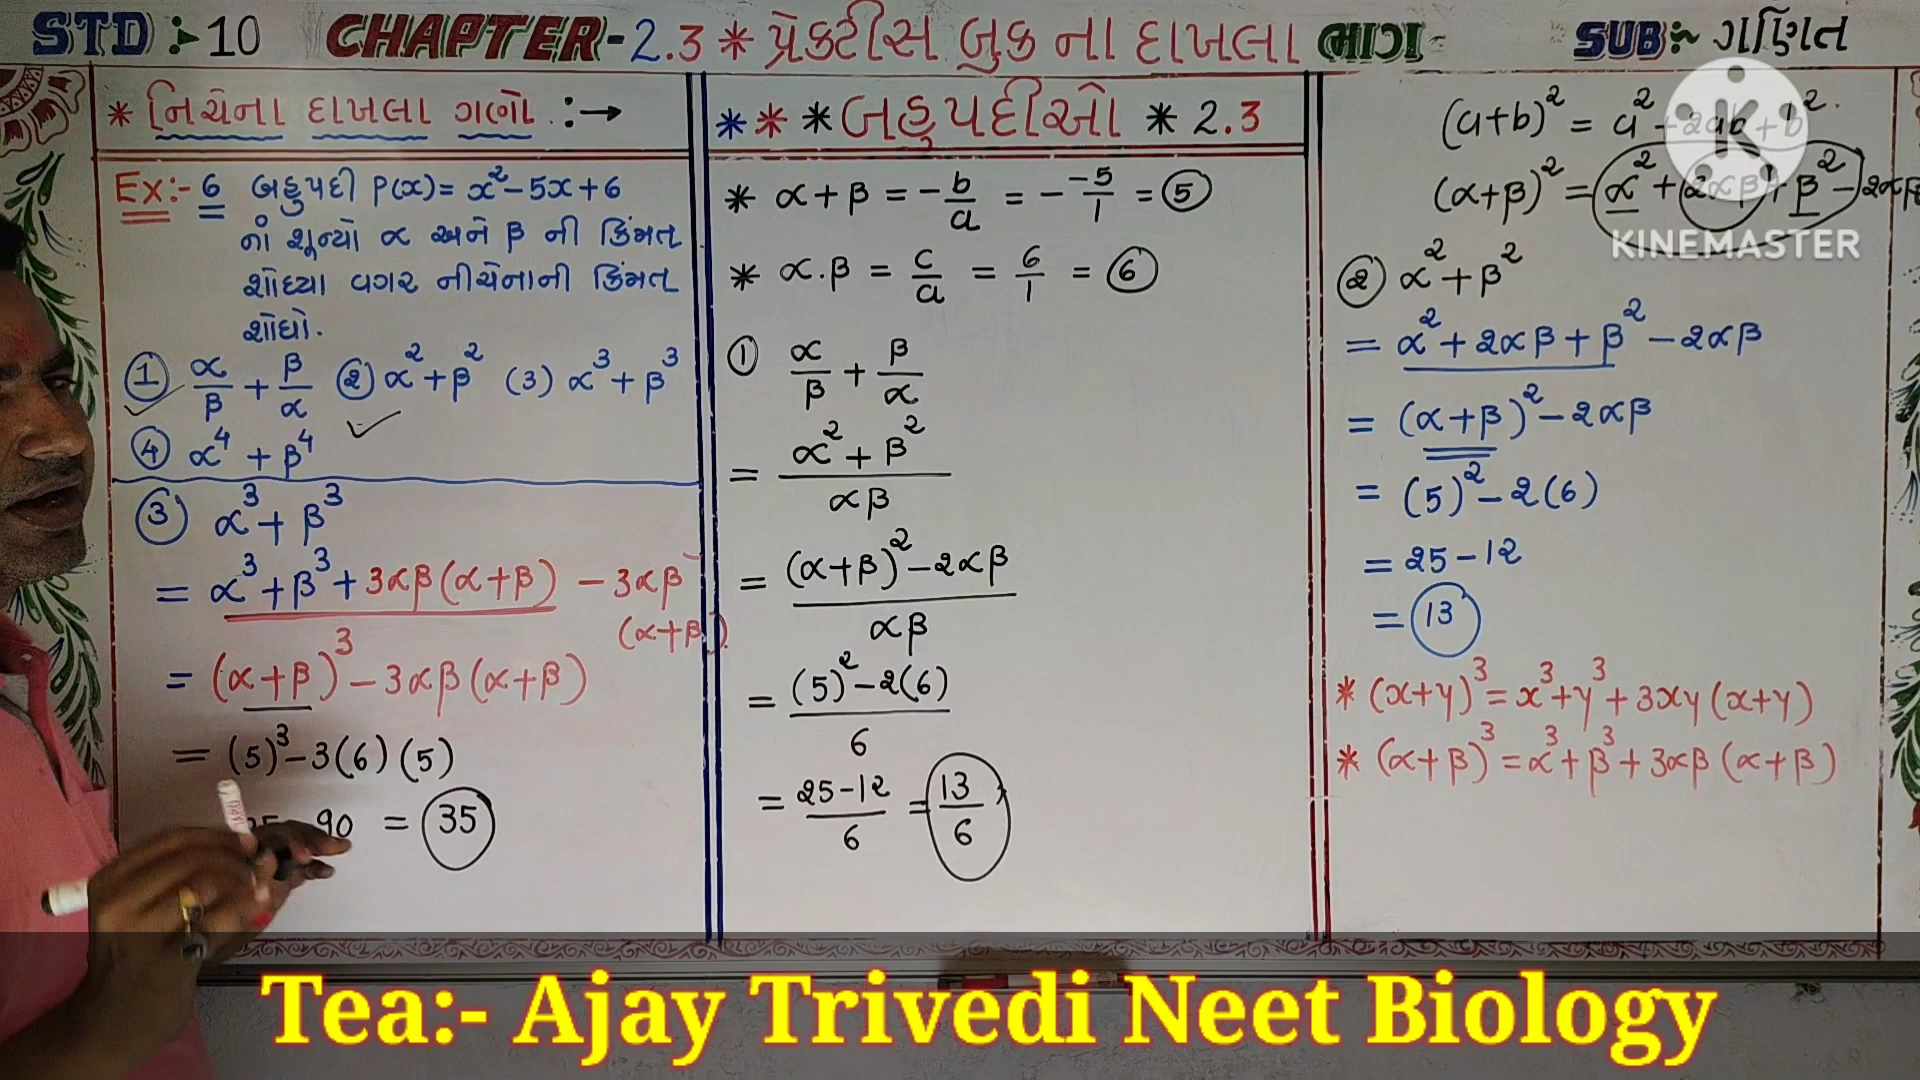 STD :- 10 CHAPTER-2.3 * પ્રેકટીસ બુક ના દાખલા ભાગ - SUB:~ ગણિત
* નિચેના દાખલા ગણો :→
Ex:- 6 બહુપદી P(x)= x²-5x+6
નાં શૂન્યો α અને β ની કિંમત
શોધ્યા વગર નીચેનાની કિંમત
શોધો.
① α/β + β/α ② α²+β² (3) α³+β³
④ α⁴ + β⁴
③ α³+β³
= α³+β³+3αβ(α+β) - 3αβ
(α+β).
= (α+β)³-3αβ(α+β)
= (5)³-3(6)(5)
90 = 35
* * * બહુપદીઓ * 2.3
* α+β = -b/a = - -5/1 = 5
* α.β = c/a = 6/1 = 6
① α/β + β/α
= α²+β² / αβ
= (α+β)²-2αβ / αβ
= (5)²-2(6) / 6
= 25-12 / 6 = 13/6
(a+b)² = a²+2ab+b².
(α+β)² = α²+2αβ+β²-2αβ
KINEMASTER
② α²+β²
= α²+2αβ+β²-2αβ
= (α+β)²-2αβ
= (5)²-2(6)
= 25-12
= 13
* (x+y)³=x³+y³+3xy(x+y)
* (α+β)³=α³+β³+3αβ(α+β)
Tea:- Ajay Trivedi Neet Biology